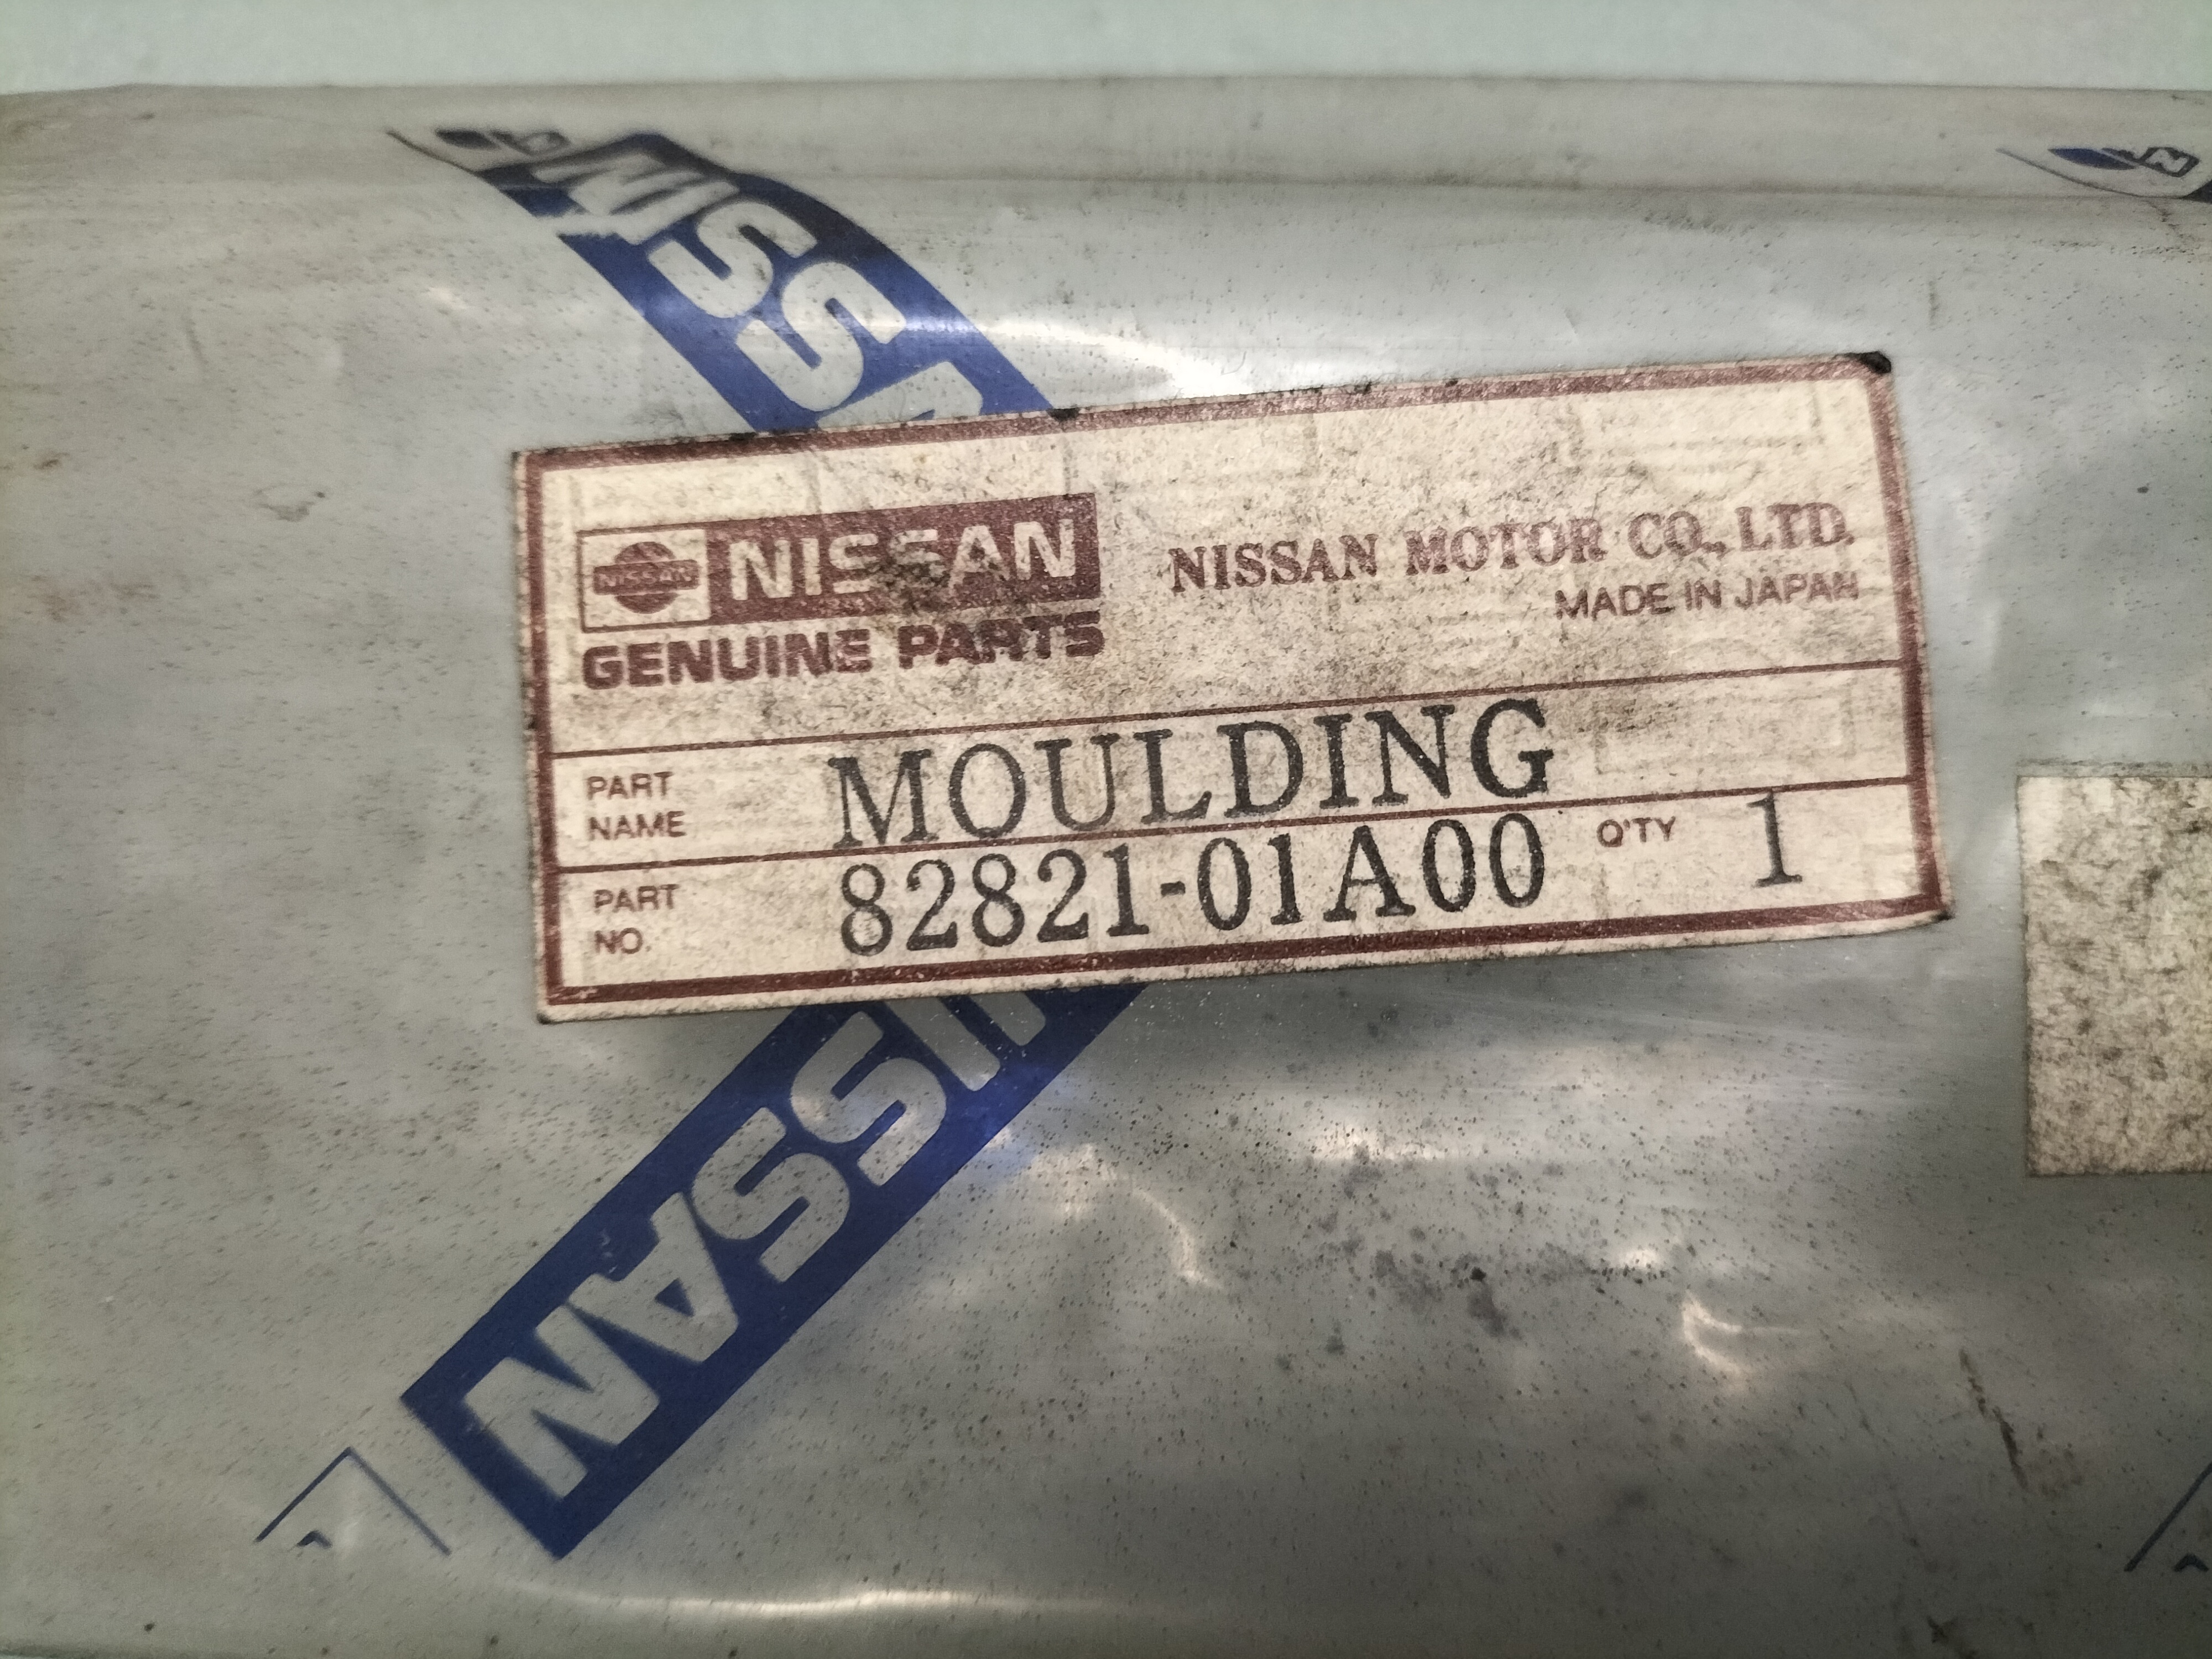 NISSA
NISSAN
NISSAN
GENUINE PARTS
NISSAN MOTOR CO., LTD.
MADE IN JAPAN
PART NAME
MOULDING
PART NO.
82821-01A00
Q'TY 1
NISSAN